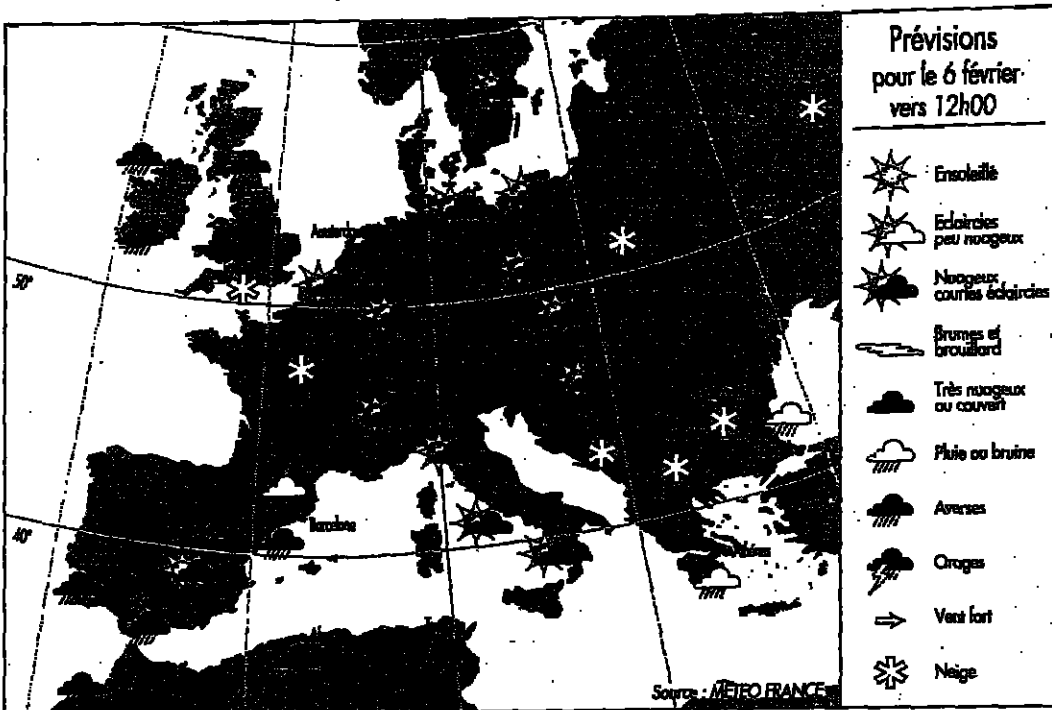 Prévisions
pour le 6 février
vers 12h00
Ensoleillé
Eclaircies
peu nuageux
Nuageux
courtes éclaircies
Brumes et
brouillard
Très nuageux
ou couvert
Pluie ou bruine
Averses
Orages
Vent fort
Neige
50°
40°
Barcelone
Source : METEO FRANCE